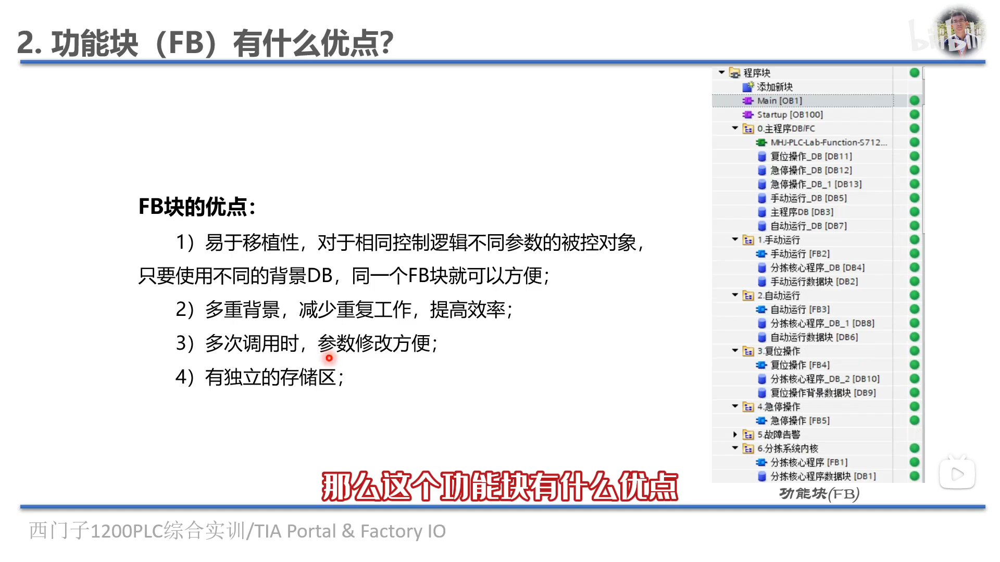 2. 功能块（FB）有什么优点？
bilibili
FB块的优点：
1）易于移植性，对于相同控制逻辑不同参数的被控对象，
只要使用不同的背景DB，同一个FB块就可以方便；
2）多重背景，减少重复工作，提高效率；
3）多次调用时，参数修改方便；
4）有独立的存储区；
程序块
添加新块
Main [OB1]
Startup [OB100]
0.主程序DB/FC
MHJ-PLC-Lab-Function-S712...
复位操作_DB [DB11]
急停操作_DB [DB12]
急停操作_DB_1 [DB13]
手动运行_DB [DB5]
主程序DB [DB3]
自动运行_DB [DB7]
1.手动运行
手动运行 [FB2]
分拣核心程序_DB [DB4]
手动运行数据块 [DB2]
2.自动运行
自动运行 [FB3]
分拣核心程序_DB_1 [DB8]
自动运行数据块 [DB6]
3.复位操作
复位操作 [FB4]
分拣核心程序_DB_2 [DB10]
复位操作背景数据块 [DB9]
4.急停操作
急停操作 [FB5]
5.故障告警
6.分拣系统内核
分拣核心程序 [FB1]
分拣核心程序数据块 [DB1]
功能块(FB)
那么这个功能块有什么优点
西门子1200PLC综合实训/TIA Portal & Factory IO